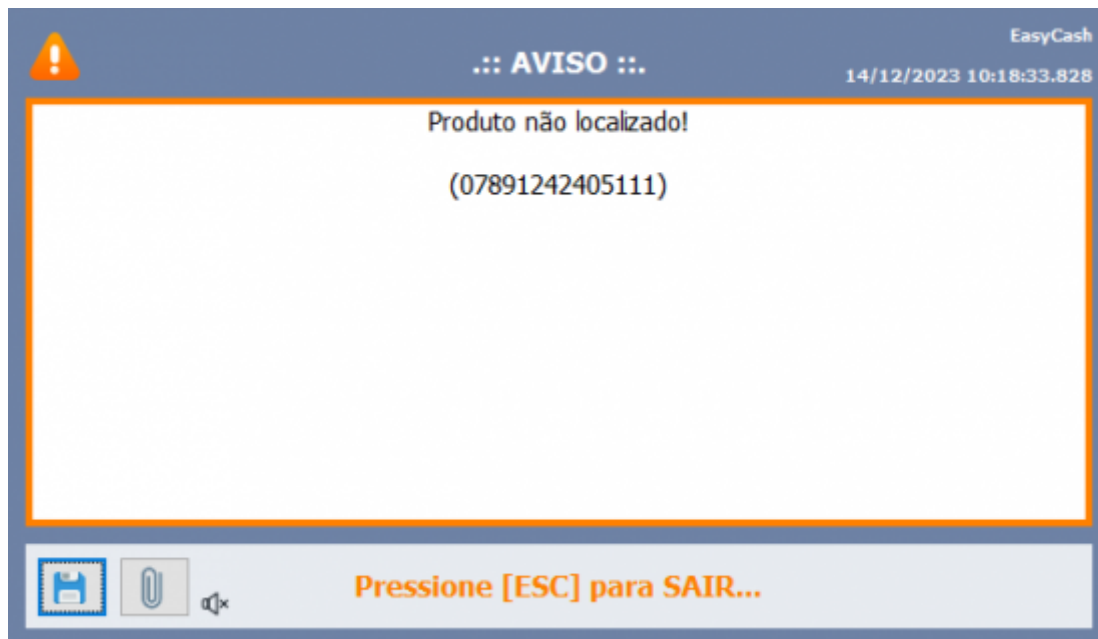 EasyCash
.:: AVISO ::.
14/12/2023 10:18:33.828
Produto não localizado!
(07891242405111)
Pressione [ESC] para SAIR...